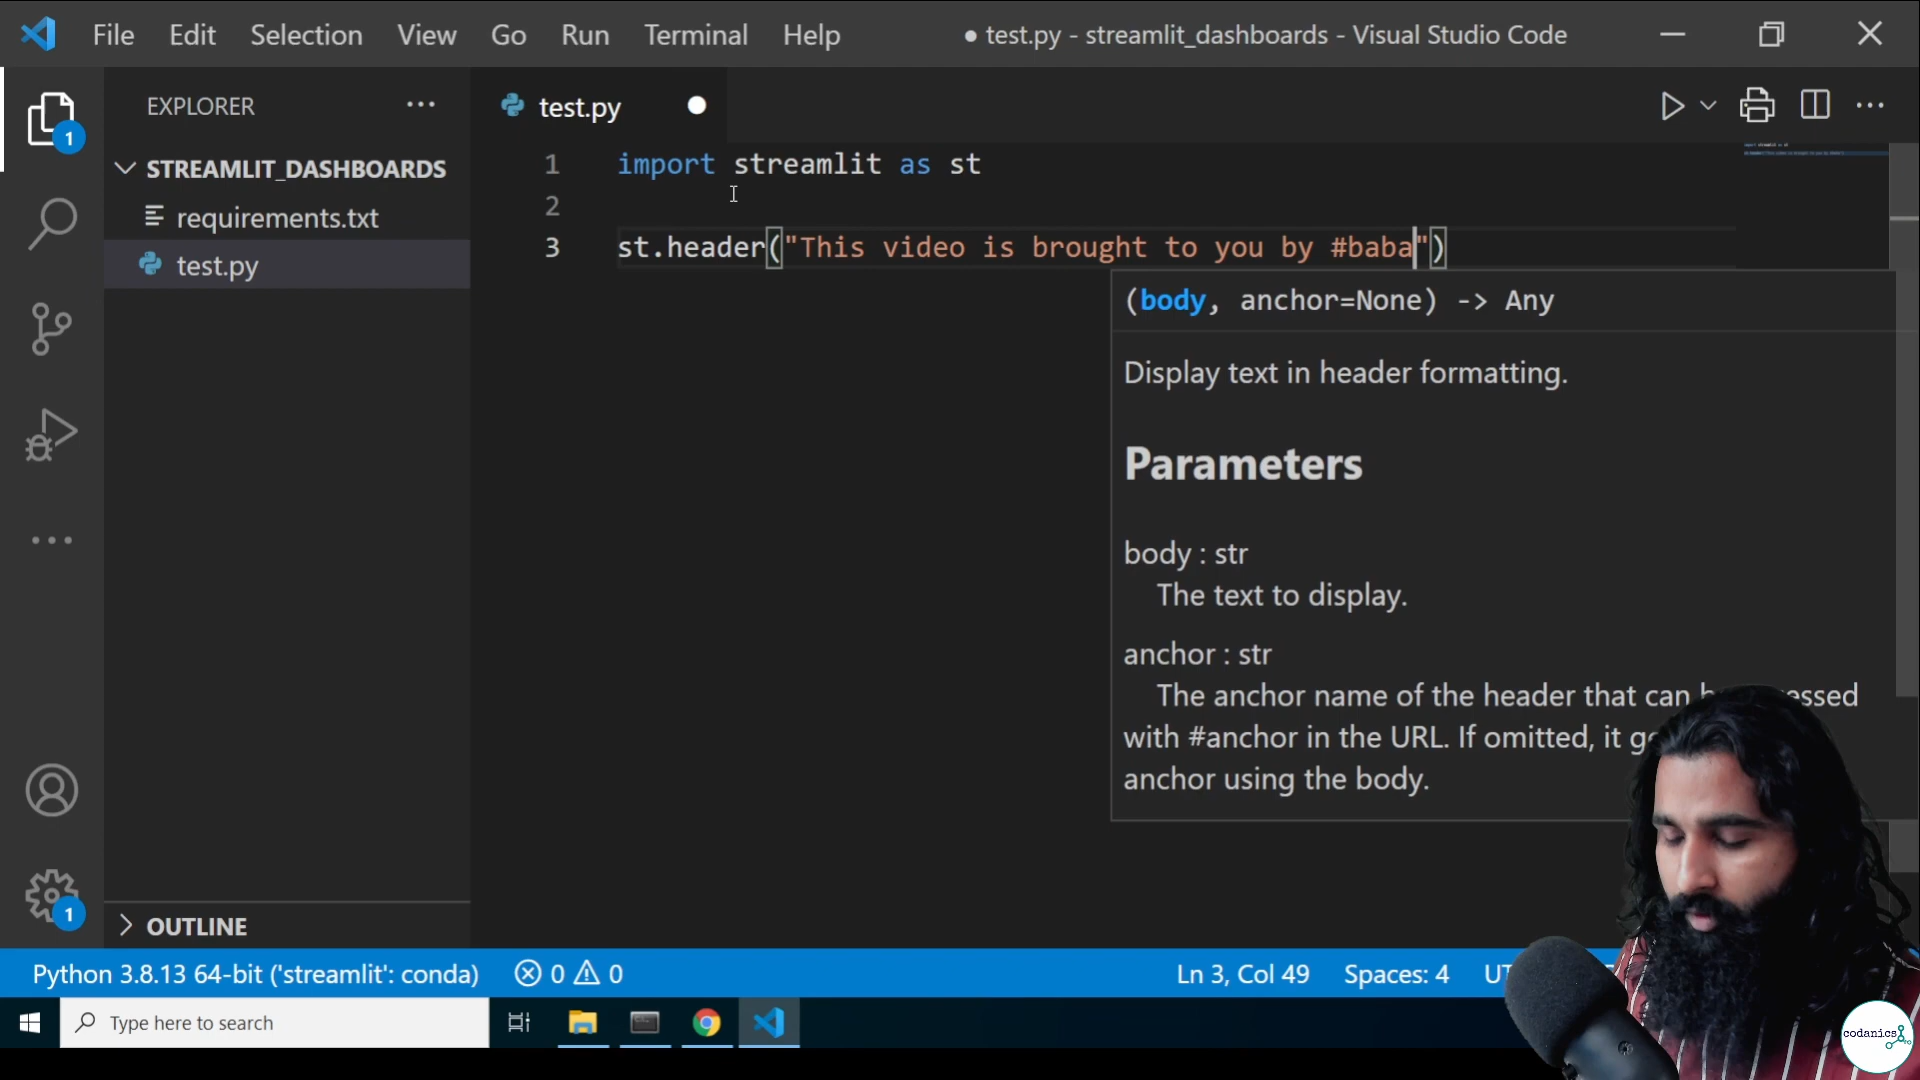 File Edit Selection View Go Run Terminal Help ● test.py - streamlit_dashboards - Visual Studio Code
EXPLORER
STREAMLIT_DASHBOARDS
requirements.txt
test.py
OUTLINE
test.py
1 import streamlit as st
2
3 st.header("This video is brought to you by #baba")
(body, anchor=None) -> Any
Display text in header formatting.
Parameters
body : str
The text to display.
anchor : str
The anchor name of the header that can
with #anchor in the URL. If omitted, it
anchor using the body.
1
1
Python 3.8.13 64-bit ('streamlit': conda) 0 0 Ln 3, Col 49 Spaces: 4
Type here to search
codanics